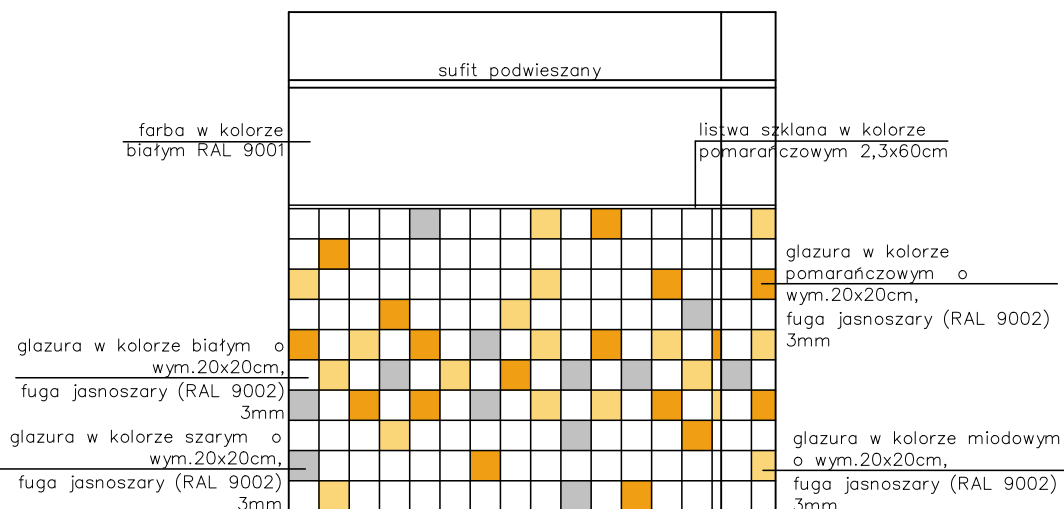 sufit podwieszany
farba w kolorze
białym RAL 9001
listwa szklana w kolorze
pomarańczowym 2,3x60cm
glazura w kolorze
pomarańczowym o
wym.20x20cm,
fuga jasnoszary (RAL 9002)
3mm
glazura w kolorze białym o
wym.20x20cm,
fuga jasnoszary (RAL 9002)
3mm
glazura w kolorze szarym o
wym.20x20cm,
fuga jasnoszary (RAL 9002)
3mm
glazura w kolorze miodowym
o wym.20x20cm,
fuga jasnoszary (RAL 9002)
3mm